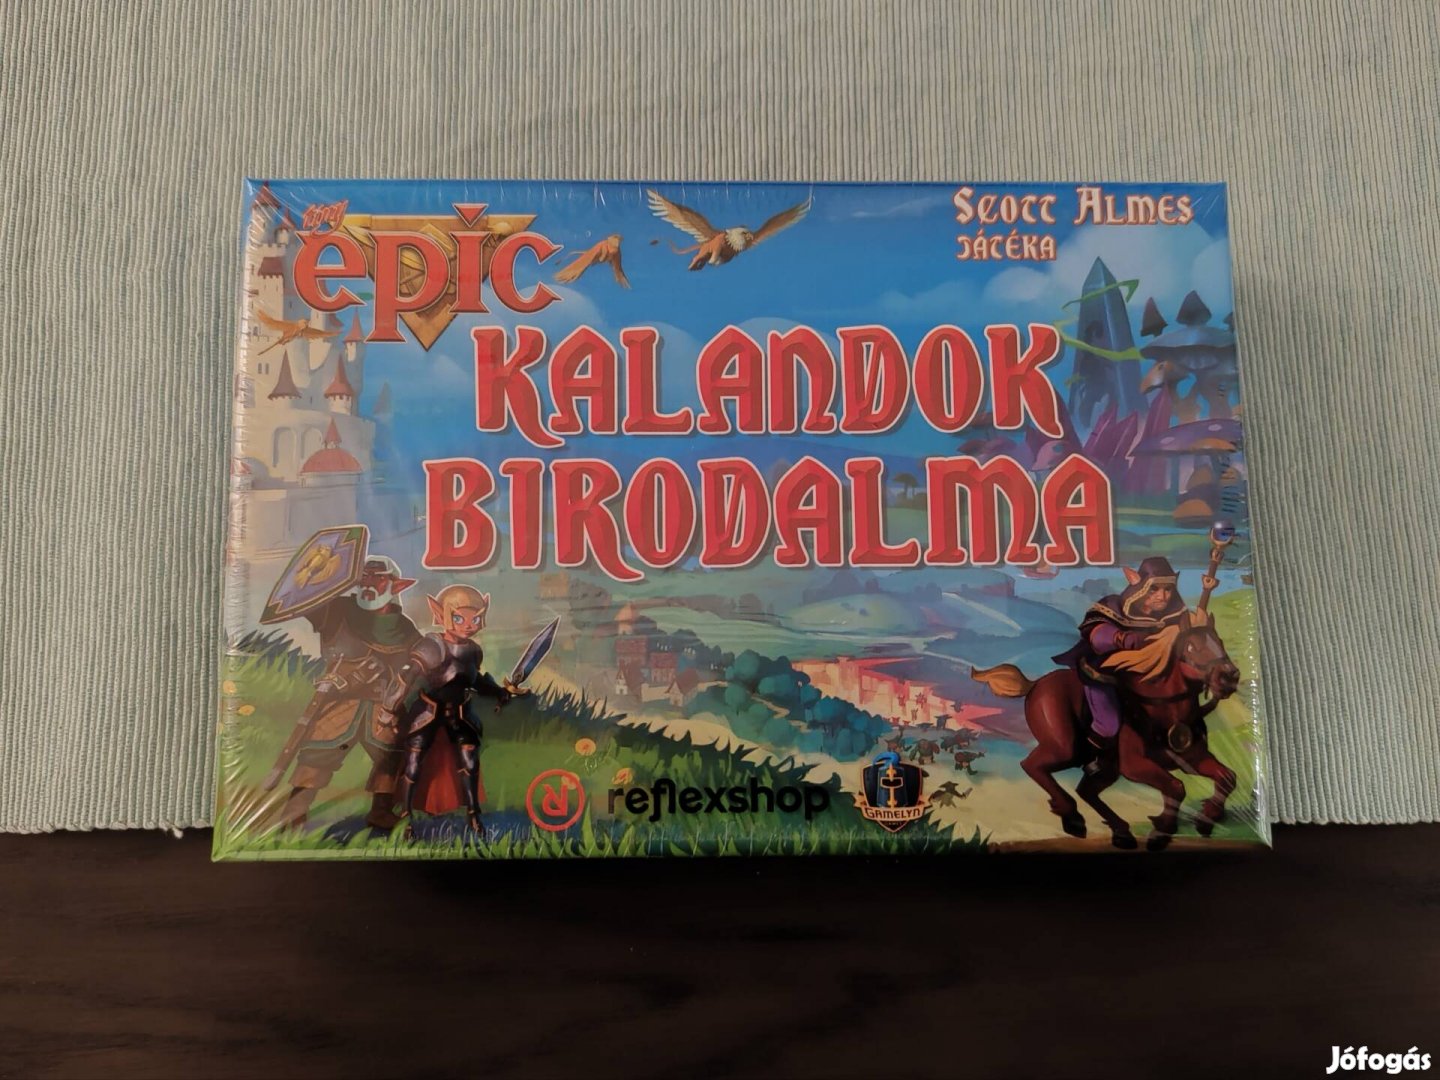 tiny
epic
SCOTT ALMES
JÁTÉKA
KALANDOK
BIRODALMA
reflexshop
GAMELYN
Jófogás